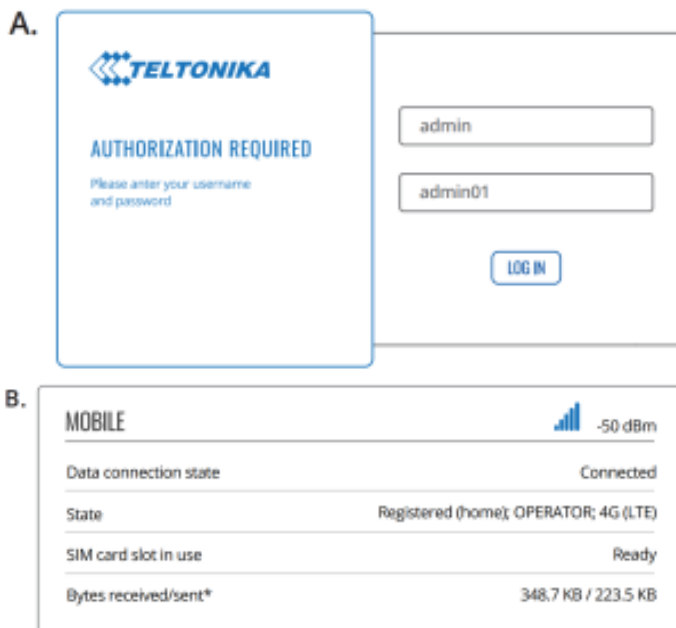 A.
TELTONIKA
AUTHORIZATION REQUIRED
Please anter your username
and password
admin
admin01
LOG IN
B.
MOBILE -50 dBm
Data connection state Connected
State Registered (home); OPERATOR; 4G (LTE)
SIM card slot in use Ready
Bytes received/sent* 348.7 KB / 223.5 KB